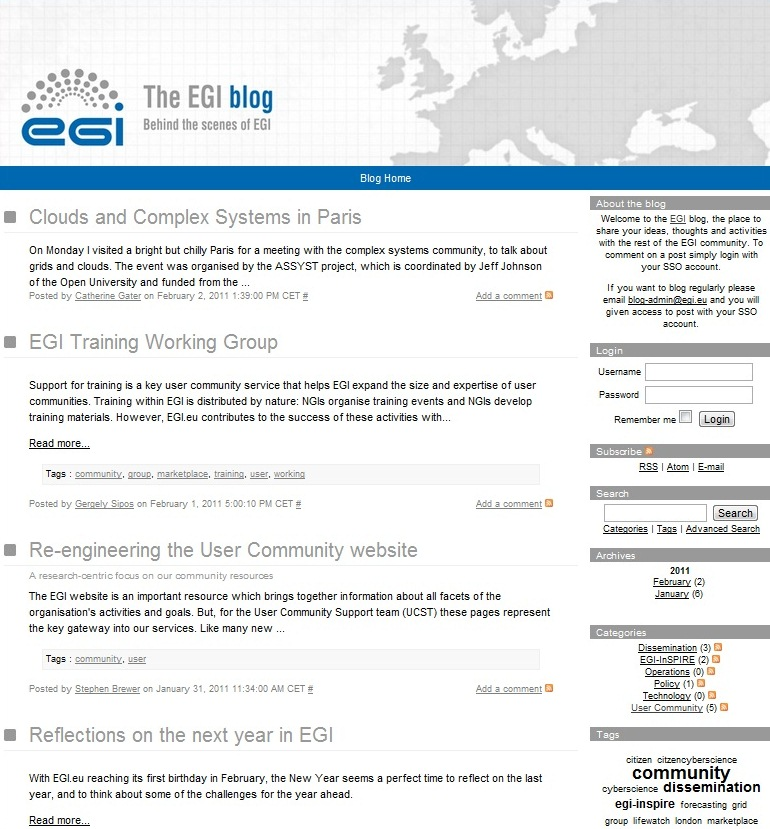 egi
The EGI blog
Behind the scenes of EGI
Blog Home
Clouds and Complex Systems in Paris
On Monday I visited a bright but chilly Paris for a meeting with the complex systems community, to talk about
grids and clouds. The event was organised by the ASSYST project, which is coordinated by Jeff Johnson
of the Open University and funded from the ...
Posted by Catherine Gater on February 2, 2011 1:39:00 PM CET #
Add a comment
EGI Training Working Group
Support for training is a key user community service that helps EGI expand the size and expertise of user
communities. Training within EGI is distributed by nature: NGIs organise training events and NGIs develop
training materials. However, EGI.eu contributes to the success of these activities with...
Read more...
Tags : community, group, marketplace, training, user, working
Posted by Gergely Sipos on February 1, 2011 5:00:10 PM CET #
Add a comment
Re-engineering the User Community website
A research-centric focus on our community resources
The EGI website is an important resource which brings together information about all facets of the
organisation's activities and goals. But, for the User Community Support team (UCST) these pages represent
the key gateway into our services. Like many new ...
Tags : community, user
Posted by Stephen Brewer on January 31, 2011 11:34:00 AM CET #
Add a comment
Reflections on the next year in EGI
With EGI.eu reaching its first birthday in February, the New Year seems a perfect time to reflect on the last
year, and to think about some of the challenges for the year ahead.
Read more...
About the blog
Welcome to the EGI blog, the place to
share your ideas, thoughts and activities
with the rest of the EGI community. To
comment on a post simply login with
your SSO account.
If you want to blog regularly please
email blog-admin@egi.eu and you will
given access to post with your SSO
account.
Login
Username
Password
Remember me
Login
Subscribe
RSS | Atom | E-mail
Search
Search
Categories | Tags | Advanced Search
Archives
2011
February (2)
January (6)
Categories
Dissemination (3)
EGI-InSPIRE (2)
Operations (0)
Policy (1)
Technology (0)
User Community (5)
Tags
citizen citzencyberscience
community
cyberscience dissemination
egi-inspire forecasting grid
group lifewatch london marketplace